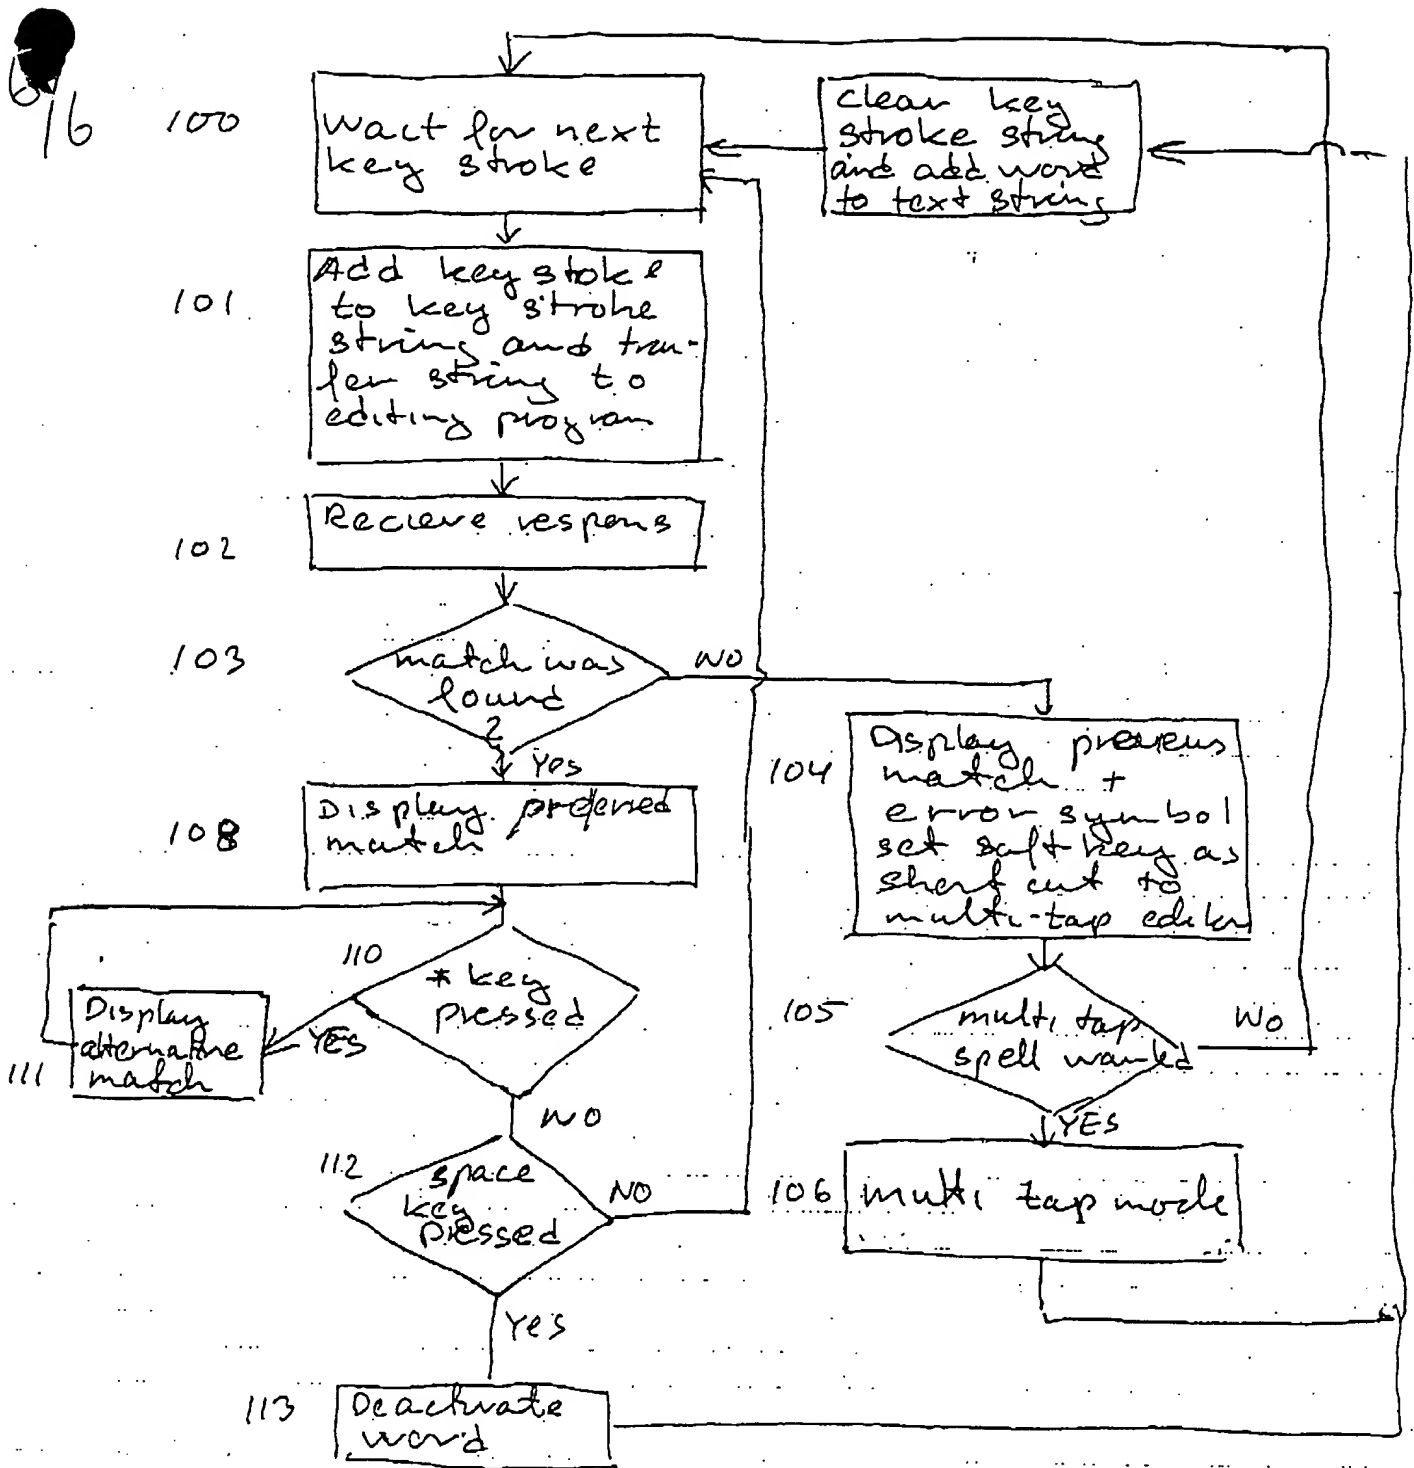 6/16
100
Wait for next
key stroke
clear key
stroke string
and add word
to text string
101
Add key stoke
to key stroke
string and tran-
fer string to
editing program
102
Recieve respons
103
match was
found
?
NO
Yes
104
Display previous
match +
error symbol
set soft key as
short cut to
multi-tap editor
108
Display preferred
match
110
* key
pressed
YES
NO
111
Display
alternative
match
105
multi tap
spell wanted
NO
YES
112
space
key
pressed
NO
Yes
106
multi tap mode
113
Deactivate
word